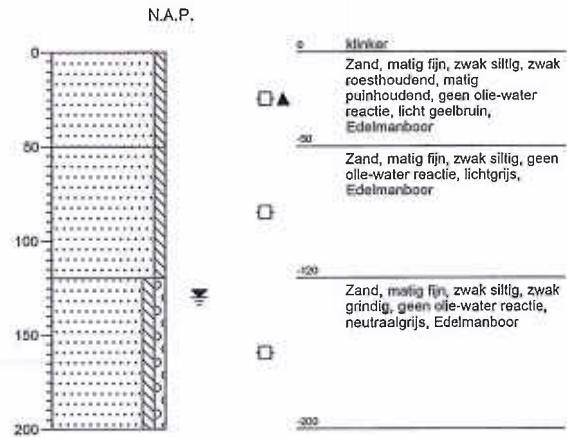 N.A.P.
0
50
100
150
200
0
klinker
Zand, matig fijn, zwak siltig, zwak
roesthoudend, matig
puinhoudend, geen olie-water
reactie, licht geelbruin,
Edelmanboor
-50
Zand, matig fijn, zwak siltig, geen
olie-water reactie, lichtgrijs,
Edelmanboor
-120
Zand, matig fijn, zwak siltig, zwak
grindig, geen olie-water reactie,
neutraalgrijs, Edelmanboor
-200